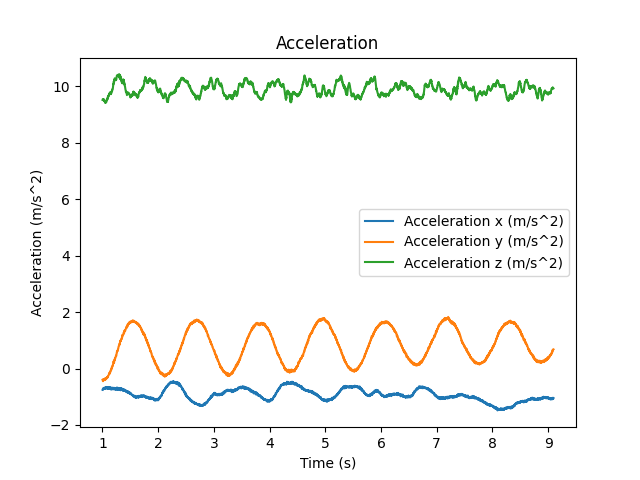 Acceleration
Acceleration (m/s^2)
10
8
6
4
2
0
−2
Acceleration x (m/s^2)
Acceleration y (m/s^2)
Acceleration z (m/s^2)
1 2 3 4 5 6 7 8 9
Time (s)